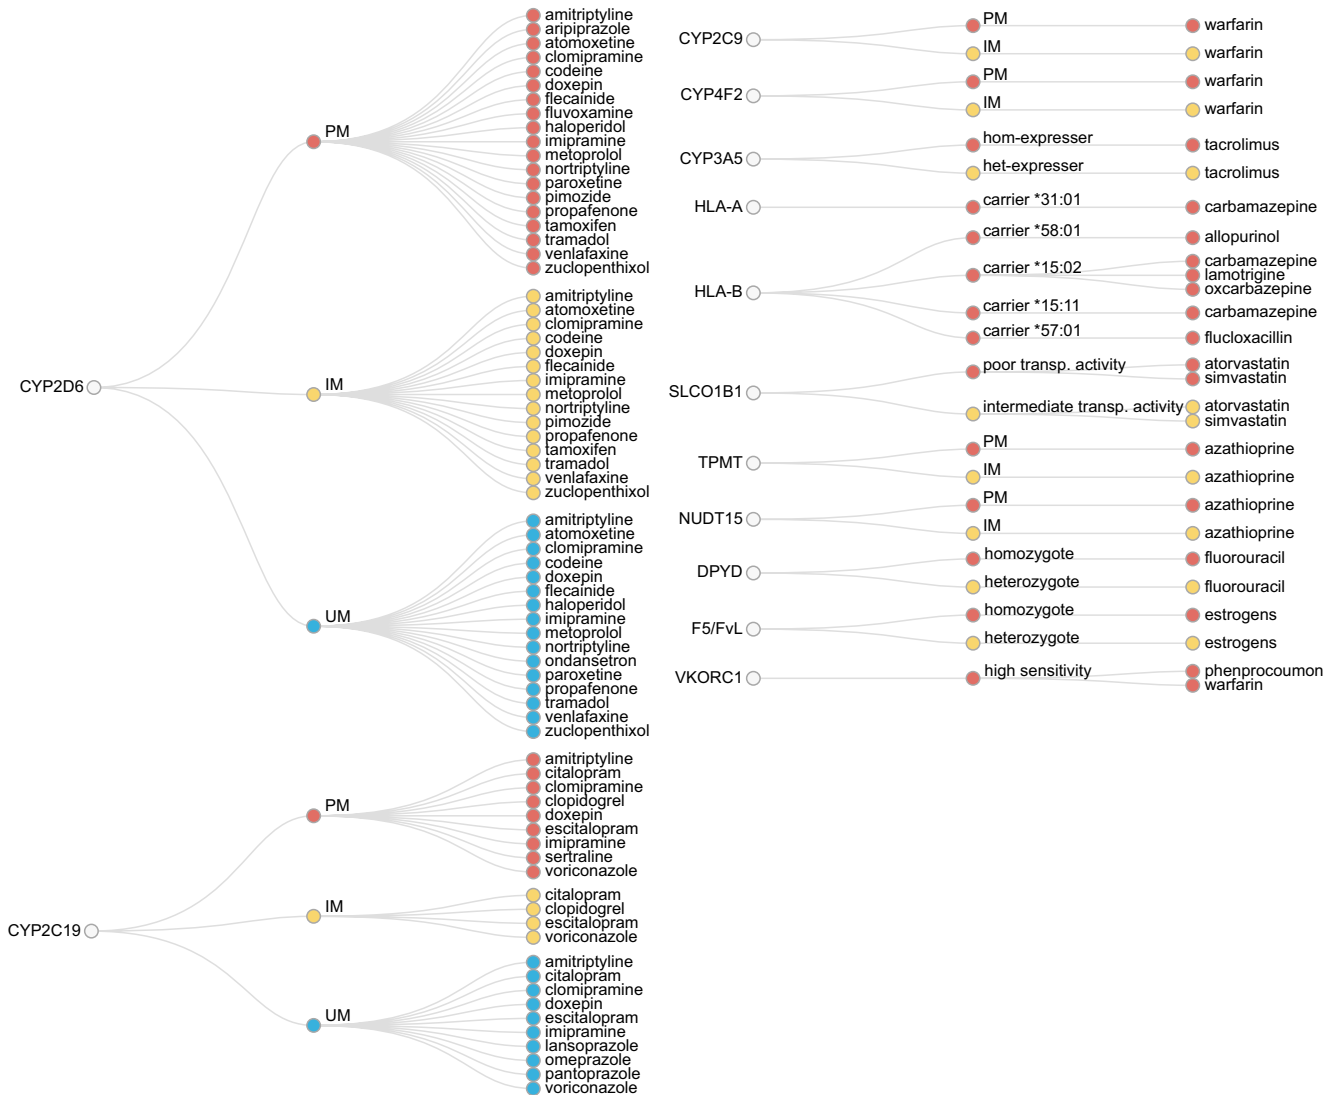 CYP2D6
PM
amitriptyline
aripiprazole
atomoxetine
clomipramine
codeine
doxepin
flecainide
fluvoxamine
haloperidol
imipramine
metoprolol
nortriptyline
paroxetine
pimozide
propafenone
tamoxifen
tramadol
venlafaxine
zuclopenthixol
IM
amitriptyline
atomoxetine
clomipramine
codeine
doxepin
flecainide
imipramine
metoprolol
nortriptyline
pimozide
propafenone
tamoxifen
tramadol
venlafaxine
zuclopenthixol
UM
amitriptyline
atomoxetine
clomipramine
codeine
doxepin
flecainide
haloperidol
imipramine
metoprolol
nortriptyline
ondansetron
paroxetine
propafenone
tramadol
venlafaxine
zuclopenthixol
CYP2C19
PM
amitriptyline
citalopram
clomipramine
clopidogrel
doxepin
escitalopram
imipramine
sertraline
voriconazole
IM
citalopram
clopidogrel
escitalopram
voriconazole
UM
amitriptyline
citalopram
clomipramine
doxepin
escitalopram
imipramine
lansoprazole
omeprazole
pantoprazole
voriconazole
CYP2C9
PM
warfarin
IM
warfarin
CYP4F2
PM
warfarin
IM
warfarin
CYP3A5
hom-expresser
tacrolimus
het-expresser
tacrolimus
HLA-A
carrier *31:01
carbamazepine
HLA-B
carrier *58:01
allopurinol
carrier *15:02
carbamazepine
lamotrigine
oxcarbazepine
carrier *15:11
carbamazepine
carrier *57:01
flucloxacillin
SLCO1B1
poor transp. activity
atorvastatin
simvastatin
intermediate transp. activity
atorvastatin
simvastatin
TPMT
PM
azathioprine
IM
azathioprine
NUDT15
PM
azathioprine
IM
azathioprine
DPYD
homozygote
fluorouracil
heterozygote
fluorouracil
F5/FvL
homozygote
estrogens
heterozygote
estrogens
VKORC1
high sensitivity
phenprocoumon
warfarin